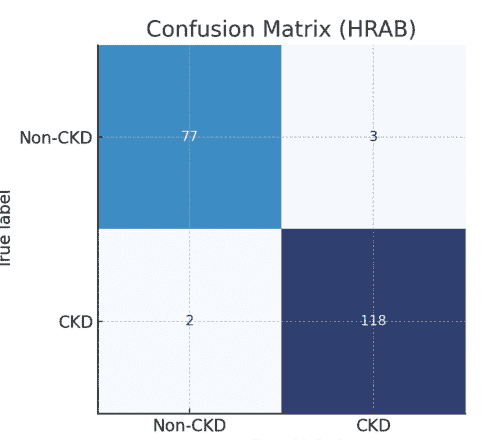 Confusion Matrix (HRAB)
Non-CKD 77 3
True label
CKD 2 118
Non-CKD CKD